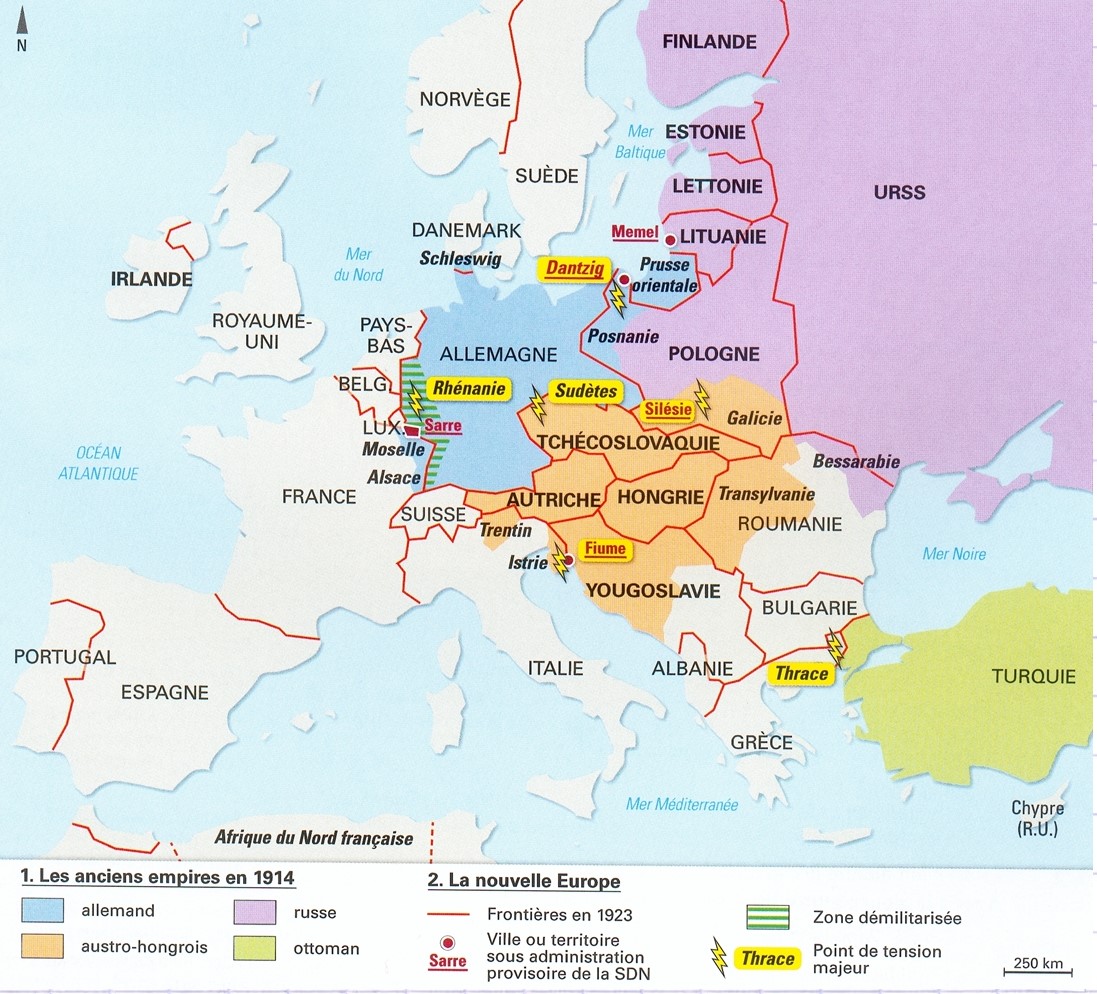 N
FINLANDE
NORVÈGE
Mer
Baltique
ESTONIE
SUÈDE
LETTONIE
URSS
DANEMARK
Memel
LITUANIE
Mer
du Nord
Schleswig
Dantzig
Prusse
orientale
IRLANDE
ROYAUME-
UNI
PAYS-
BAS
ALLEMAGNE
Posnanie
POLOGNE
BELG.
Rhénanie
Sudètes
Silésie
Galicie
LUX.
Sarre
TCHÉCOSLOVAQUIE
Moselle
OCÉAN
ATLANTIQUE
Bessarabie
Alsace
FRANCE
SUISSE
AUTRICHE
HONGRIE
Transylvanie
ROUMANIE
Trentin
Istrie
Fiume
Mer Noire
YOUGOSLAVIE
BULGARIE
PORTUGAL
ESPAGNE
ITALIE
ALBANIE
Thrace
TURQUIE
GRÈCE
Mer Méditerranée
Chypre
(R.U.)
Afrique du Nord française
1. Les anciens empires en 1914
allemand
russe
austro-hongrois
ottoman
2. La nouvelle Europe
Frontières en 1923
Sarre
Ville ou territoire
sous administration
provisoire de la SDN
Zone démilitarisée
Thrace
Point de tension
majeur
250 km